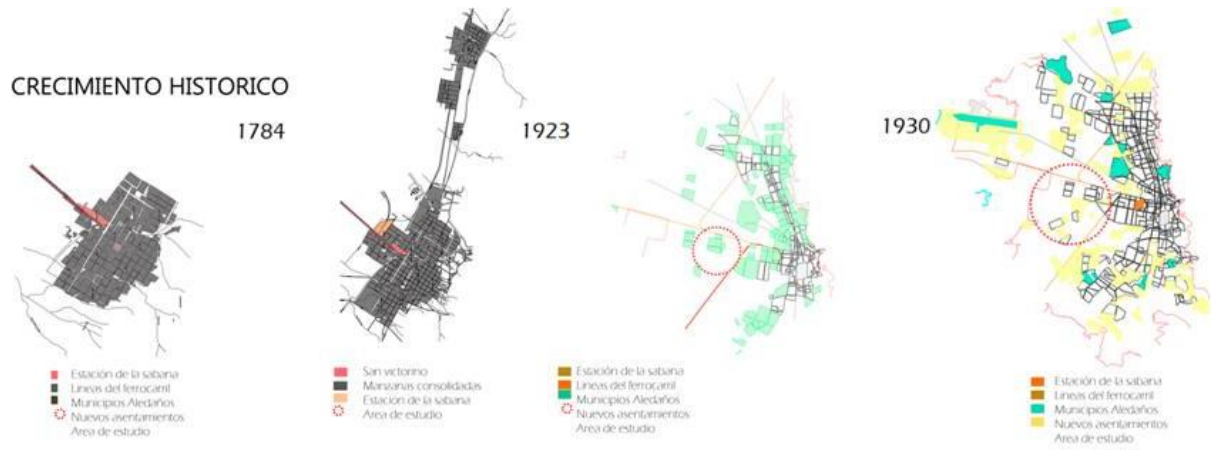 CRECIMIENTO HISTORICO
1784
1923
1930
Estación de la sabana
Lineas del ferrocarril
Municipios Aledaños
Nuevos asentamientos
Area de estudio
San victorino
Manzanas consolidadas
Estación de la sabana
Area de estudio
Estación de la sabana
Lineas del ferrocarril
Municipios Aledaños
Nuevos asentamientos
Area de estudio
Estación de la sabana
Lineas del ferrocarril
Municipios Aledaños
Nuevos asentamientos
Area de estudio